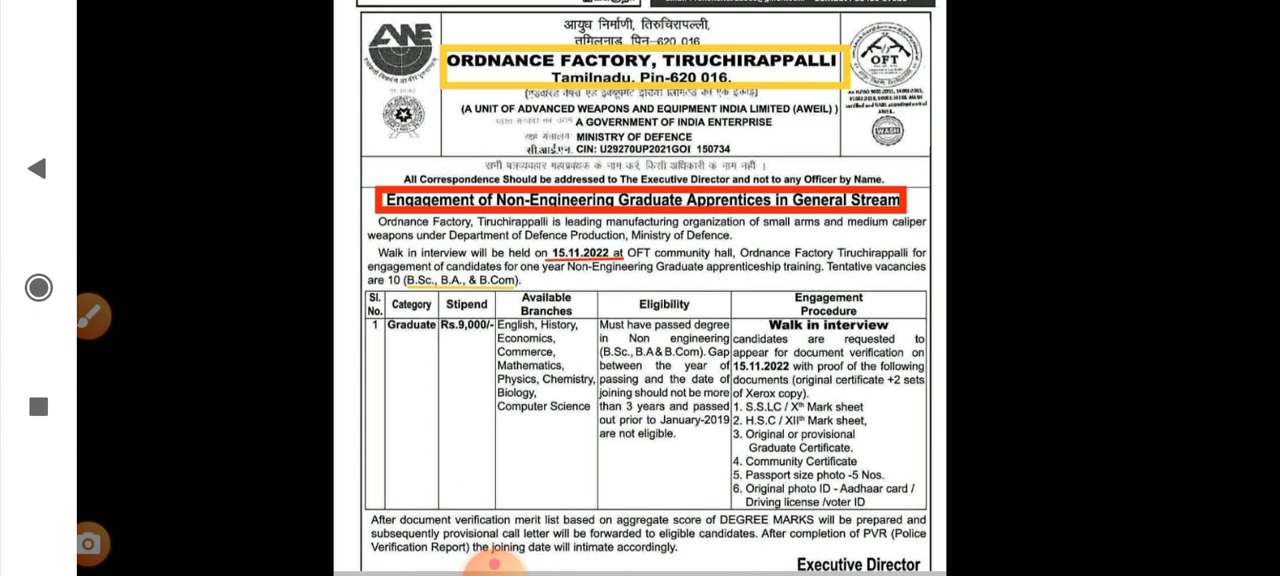 आयुध निर्माणी, तिरुचिरापल्ली,
तमिलनाडु, पिन–620 016
ORDNANCE FACTORY, TIRUCHIRAPPALLI
Tamilnadu, Pin-620 016.
(A UNIT OF ADVANCED WEAPONS AND EQUIPMENT INDIA LIMITED (AWEIL) )
A GOVERNMENT OF INDIA ENTERPRISE
रक्षा मंत्रालय MINISTRY OF DEFENCE
सी.आई.एन. CIN: U29270UP2021GOI 150734
AWE
OFT
WASH
All Correspondence Should be addressed to The Executive Director and not to any Officer by Name.
Engagement of Non-Engineering Graduate Apprentices in General Stream
Ordnance Factory, Tiruchirappalli is leading manufacturing organization of small arms and medium caliper
weapons under Department of Defence Production, Ministry of Defence.
Walk in interview will be held on 15.11.2022 at OFT community hall, Ordnance Factory Tiruchirappalli for
engagement of candidates for one year Non-Engineering Graduate apprenticeship training. Tentative vacancies
are 10 (B.Sc., B.A., & B.Com).
Sl. No.
Category
Stipend
Available
Branches
Eligibility
Engagement
Procedure
1
Graduate
Rs.9,000/-
English, History,
Economics,
Commerce,
Mathematics,
Physics, Chemistry,
Biology,
Computer Science
Must have passed degree
in Non engineering
(B.Sc., B.A& B.Com). Gap
between the year of
passing and the date of
joining should not be more
than 3 years and passed
out prior to January-2019
are not eligible.
Walk in interview
candidates are requested to
appear for document verification on
15.11.2022 with proof of the following
documents (original certificate +2 sets
of Xerox copy).
1. S.S.LC / Xth Mark sheet
2. H.S.C / XIIth Mark sheet,
3. Original or provisional
Graduate Certificate.
4. Community Certificate
5. Passport size photo -5 Nos.
6. Original photo ID - Aadhaar card /
Driving license /voter ID
After document verification merit list based on aggregate score of DEGREE MARKS will be prepared and
subsequently provisional call letter will be forwarded to eligible candidates. After completion of PVR (Police
Verification Report) the joining date will intimate accordingly.
Executive Director